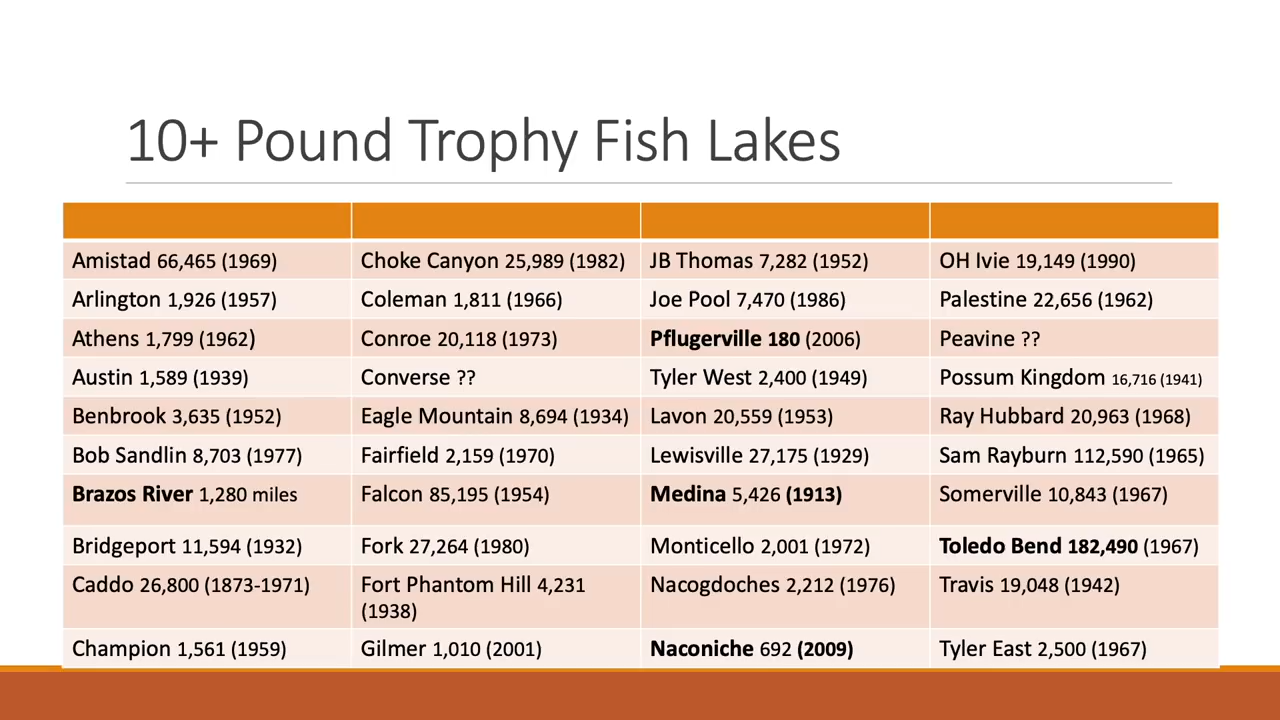 10+ Pound Trophy Fish Lakes
Amistad 66,465 (1969) Choke Canyon 25,989 (1982) JB Thomas 7,282 (1952) OH Ivie 19,149 (1990)
Arlington 1,926 (1957) Coleman 1,811 (1966) Joe Pool 7,470 (1986) Palestine 22,656 (1962)
Athens 1,799 (1962) Conroe 20,118 (1973) Pflugerville 180 (2006) Peavine ??
Austin 1,589 (1939) Converse ?? Tyler West 2,400 (1949) Possum Kingdom 16,716 (1941)
Benbrook 3,635 (1952) Eagle Mountain 8,694 (1934) Lavon 20,559 (1953) Ray Hubbard 20,963 (1968)
Bob Sandlin 8,703 (1977) Fairfield 2,159 (1970) Lewisville 27,175 (1929) Sam Rayburn 112,590 (1965)
Brazos River 1,280 miles Falcon 85,195 (1954) Medina 5,426 (1913) Somerville 10,843 (1967)
Bridgeport 11,594 (1932) Fork 27,264 (1980) Monticello 2,001 (1972) Toledo Bend 182,490 (1967)
Caddo 26,800 (1873-1971) Fort Phantom Hill 4,231 Nacogdoches 2,212 (1976) Travis 19,048 (1942)
(1938)
Champion 1,561 (1959) Gilmer 1,010 (2001) Naconiche 692 (2009) Tyler East 2,500 (1967)